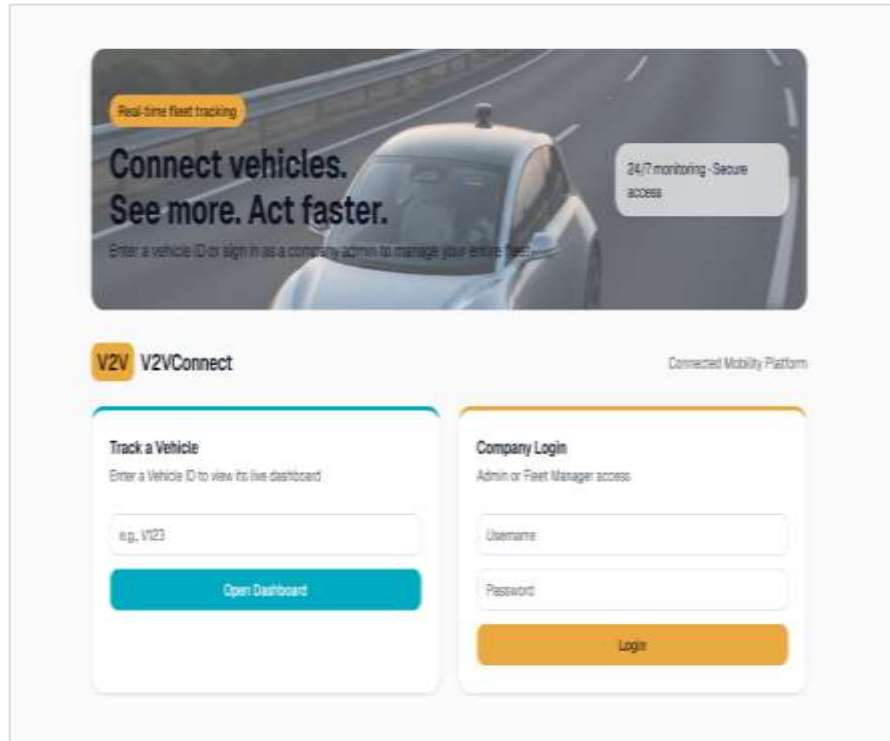 Real-time fleet tracking
Connect vehicles.
See more. Act faster.
Enter a vehicle ID or sign in as a company admin to manage your entire fleet.
24/7 monitoring · Secure
access
V2V V2VConnect
Connected Mobility Platform
Track a Vehicle
Enter a Vehicle ID to view its live dashboard
e.g., V123
Open Dashboard
Company Login
Admin or Fleet Manager access
Username
Password
Login